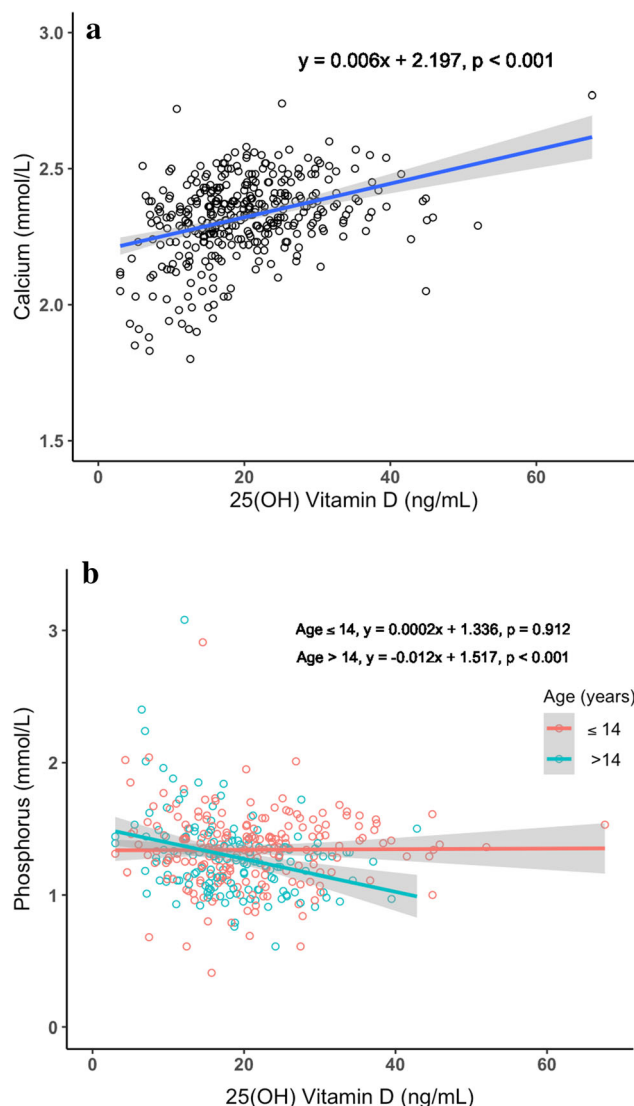 a
y = 0.006x + 2.197, p < 0.001
3.0
2.5
2.0
1.5
Calcium (mmol/L)
0 20 40 60
25(OH) Vitamin D (ng/mL)
b
Age ≤ 14, y = 0.0002x + 1.336, p = 0.912
Age > 14, y = -0.012x + 1.517, p < 0.001
Age (years)
≤ 14
>14
3
2
1
0
Phosphorus (mmol/L)
0 20 40 60
25(OH) Vitamin D (ng/mL)